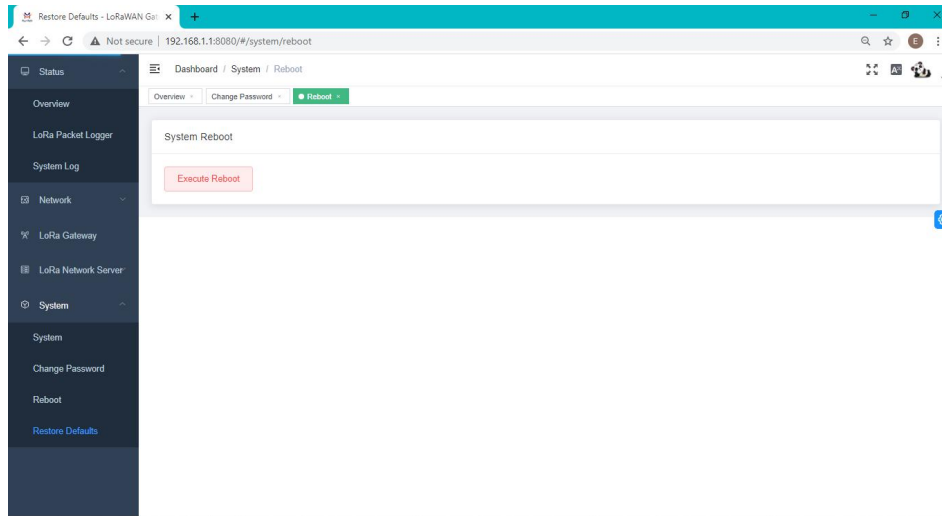 Restore Defaults - LoRaWAN Gat
Not secure | 192.168.1.1:8080/#/system/reboot
E
Status
Dashboard / System / Reboot
Overview
Change Password
Reboot
Overview
LoRa Packet Logger
System Reboot
System Log
Execute Reboot
Network
LoRa Gateway
LoRa Network Server
System
System
Change Password
Reboot
Restore Defaults